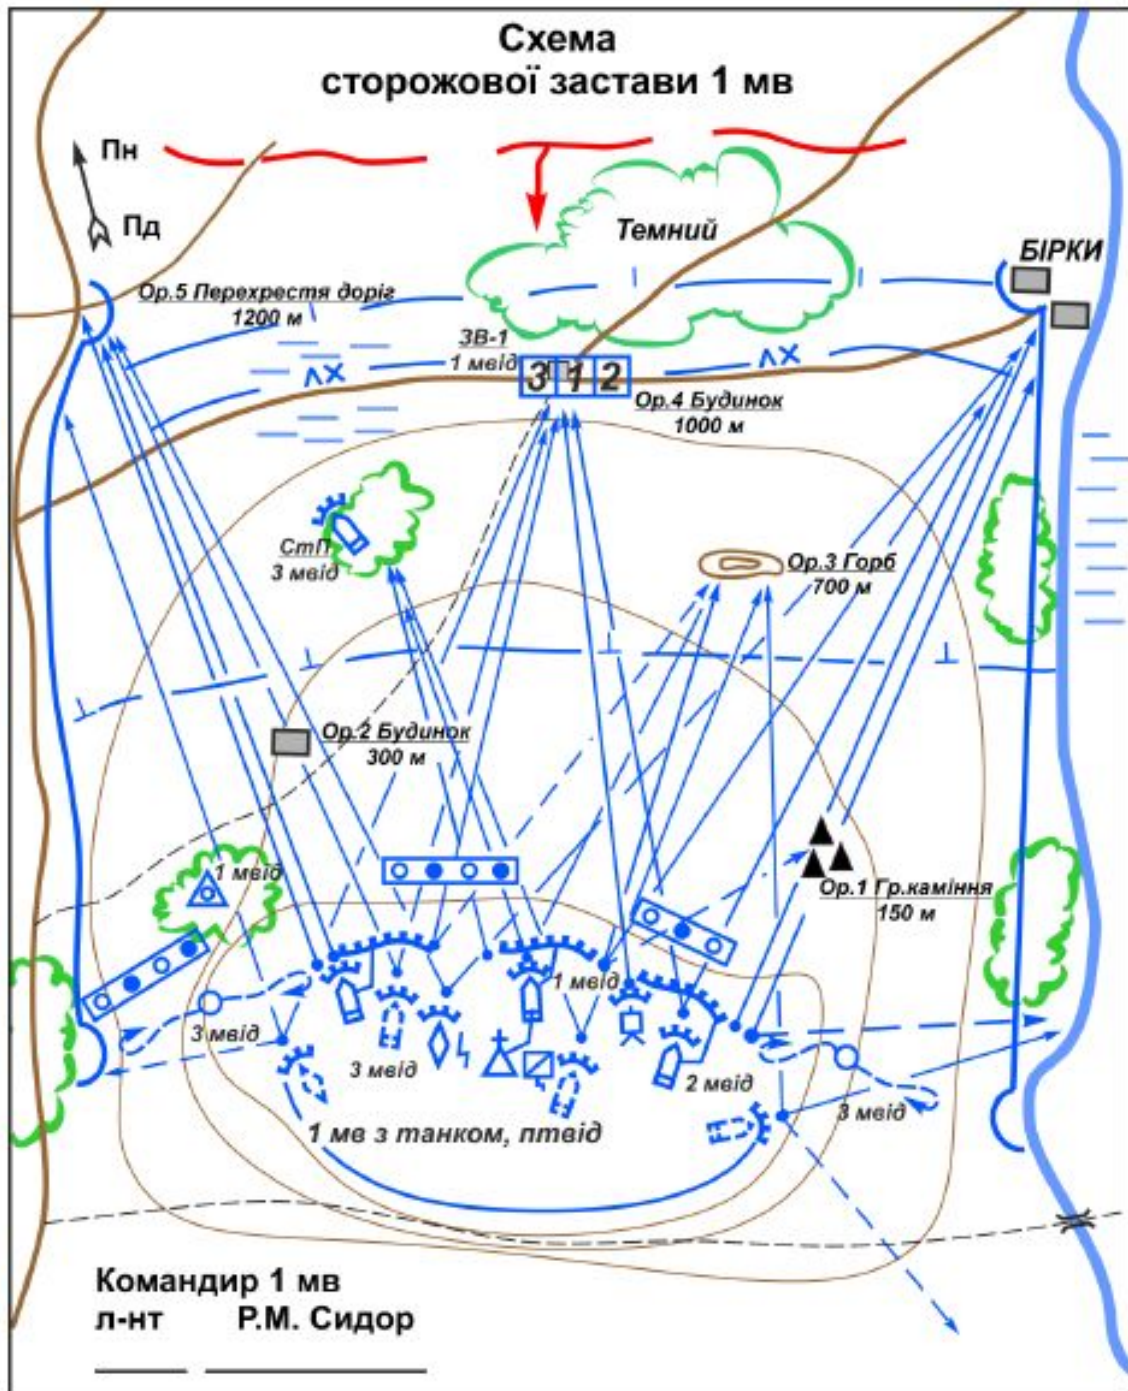 Схема
сторожової застави 1 мв
Пн
Пд
Темний
БІРКИ
Ор.5 Перехрестя доріг
1200 м
ЗВ-1
1 мвід
3 1 2
Ор.4 Будинок
1000 м
СтП
3 мвід
Ор.3 Горб
700 м
Ор.2 Будинок
300 м
1 мвід
Ор.1 Гр.каміння
150 м
1 мвід
3 мвід
3 мвід
2 мвід
3 мвід
1 мв з танком, птвід
Командир 1 мв
л-нт Р.М. Сидор